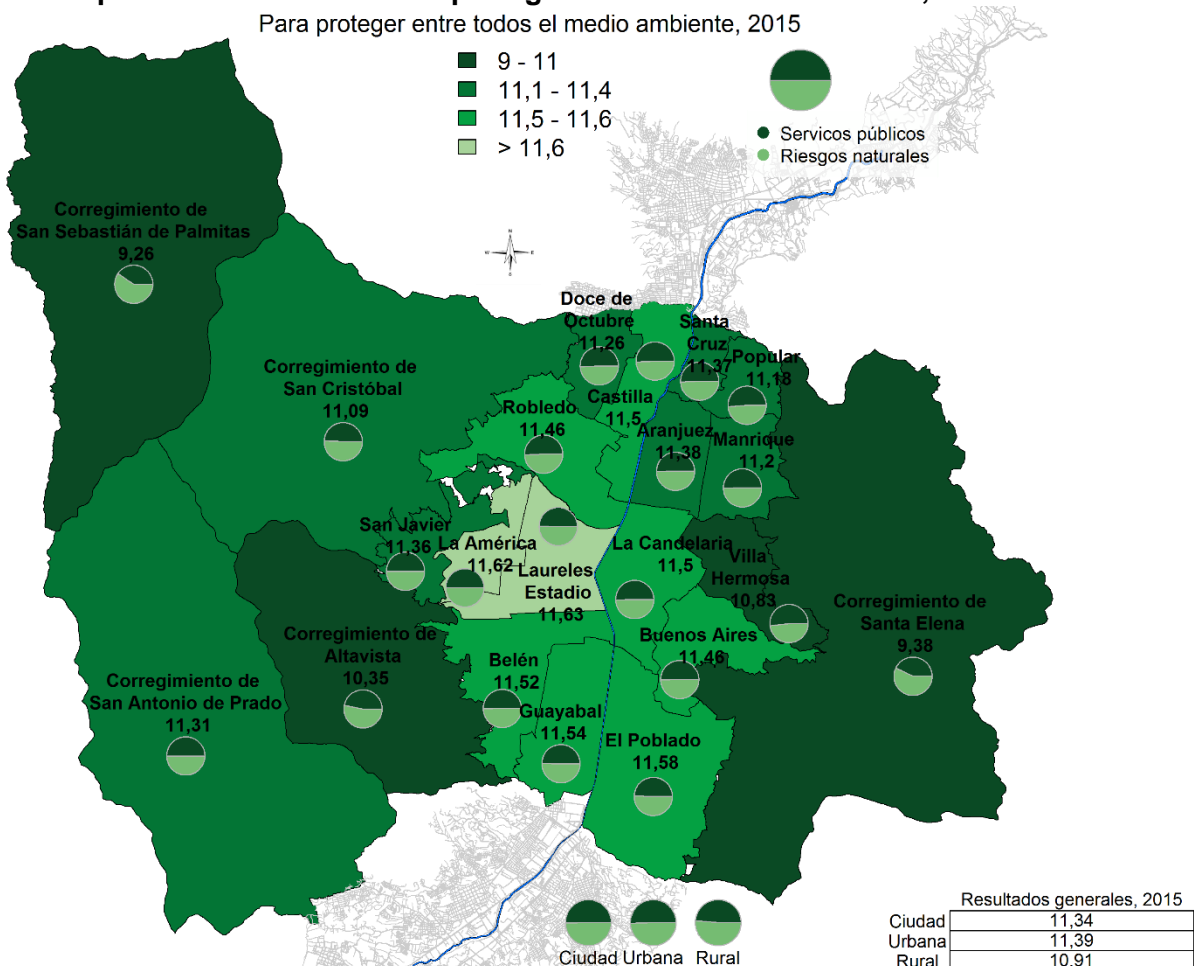 Para proteger entre todos el medio ambiente, 2015
9 - 11
11,1 - 11,4
11,5 - 11,6
> 11,6
Servicos públicos
Riesgos naturales
Corregimiento de
San Sebastián de Palmitas
9,26
Doce de
Octubre
11,26
Santa
Cruz
11,37
Popular
11,18
Corregimiento de
San Cristóbal
11,09
Castilla
11,5
Robledo
11,46
Aranjuez
11,38
Manrique
11,2
San Javier
11,36
La América
11,62
Laureles
Estadio
11,63
La Candelaria
11,5
Villa
Hermosa
10,83
Corregimiento de
Santa Elena
9,38
Corregimiento de
Altavista
10,35
Buenos Aires
11,46
Belén
11,52
Corregimiento de
San Antonio de Prado
11,31
Guayabal
11,54
El Poblado
11,58
Ciudad Urbana Rural
Resultados generales, 2015
Ciudad 11,34
Urbana 11,39
Rural 10,91